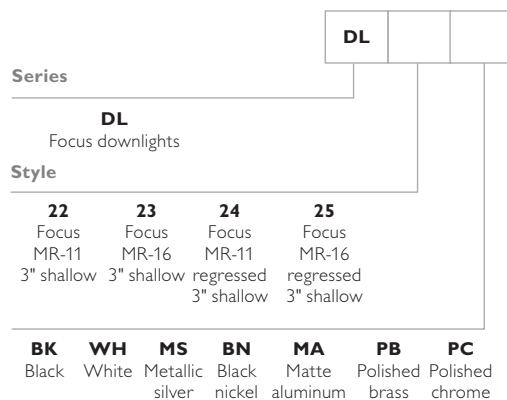 DL
Series
DL
Focus downlights
Style
22 23 24 25
Focus Focus Focus Focus
MR-11 MR-16 MR-11 MR-16
3" shallow 3" shallow regressed regressed
3" shallow 3" shallow
BK WH MS BN MA PB PC
Black White Metallic Black Matte Polished Polished
silver nickel aluminum brass chrome